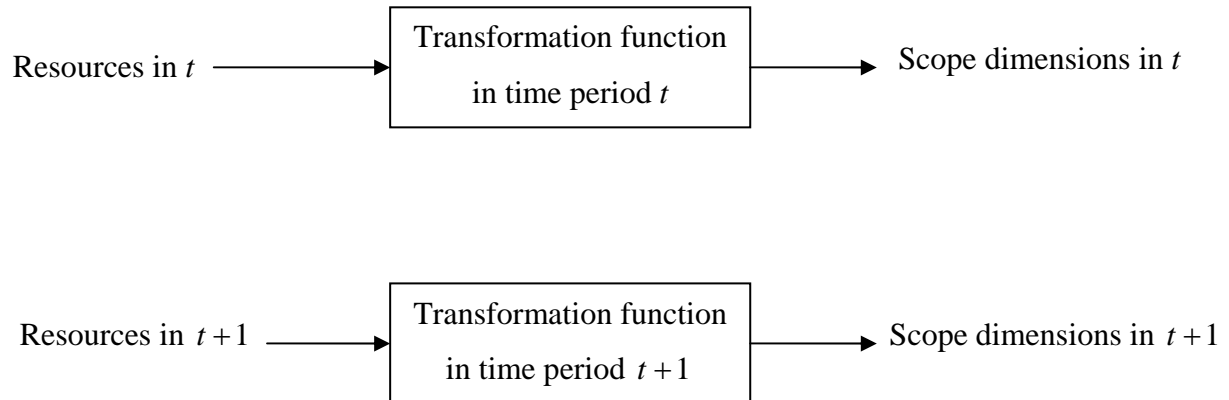 Resources in t
Transformation function
in time period t
Scope dimensions in t
Resources in t+1
Transformation function
in time period t+1
Scope dimensions in t+1